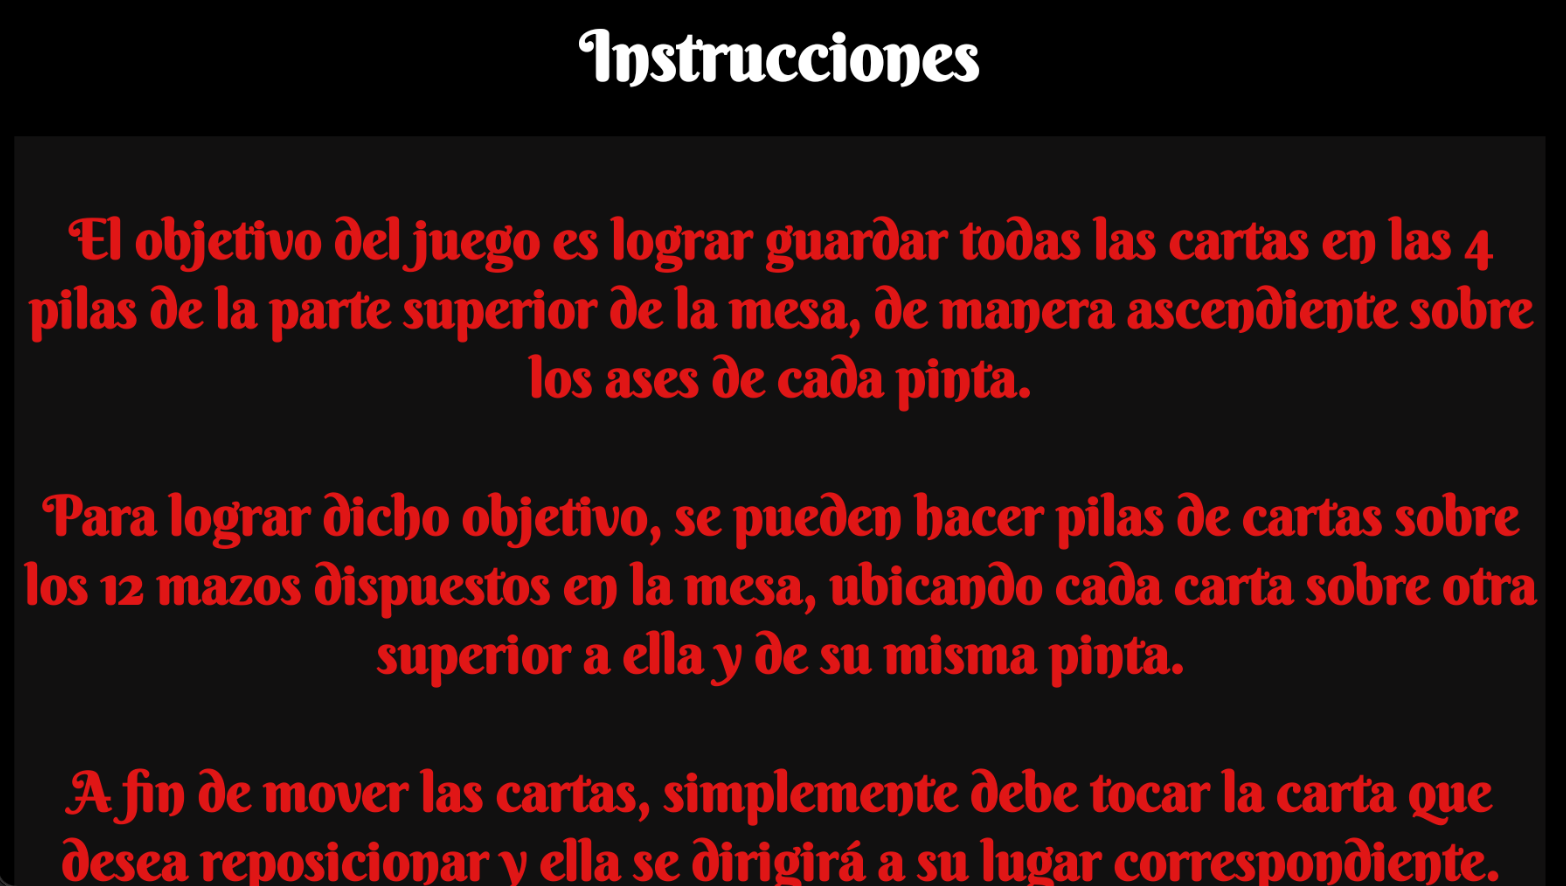 Instrucciones
El objetivo del juego es lograr guardar todas las cartas en las 4
pilas de la parte superior de la mesa, de manera ascendiente sobre
los ases de cada pinta.
Para lograr dicho objetivo, se pueden hacer pilas de cartas sobre
los 12 mazos dispuestos en la mesa, ubicando cada carta sobre otra
superior a ella y de su misma pinta.
A fin de mover las cartas, simplemente debe tocar la carta que
desea reposicionar y ella se dirigirá a su lugar correspondiente.